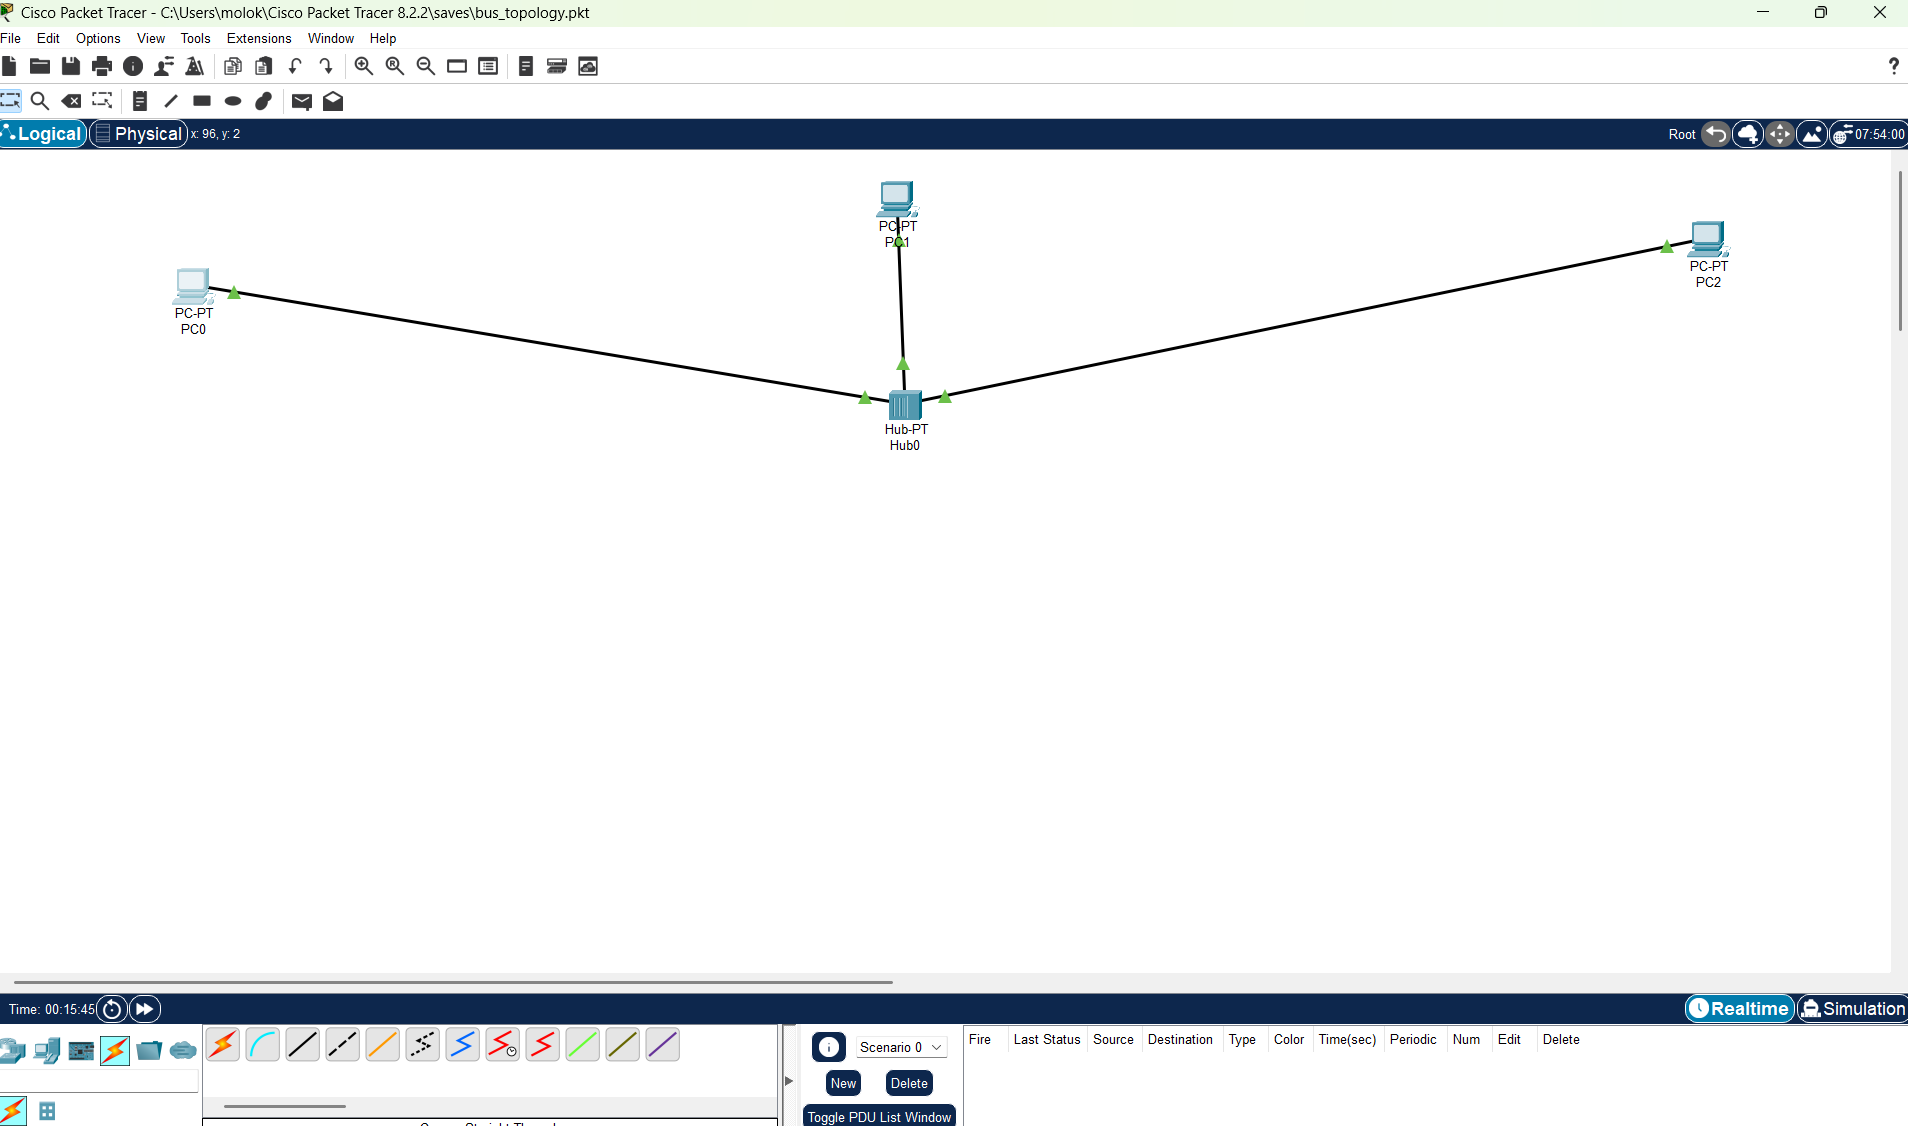 Cisco Packet Tracer - C:\Users\molok\Cisco Packet Tracer 8.2.2\saves\bus_topology.pkt
File Edit Options View Tools Extensions Window Help
?
Logical Physical x: 96, y: 2 Root 07:54:00
PC-PT
PC1
PC-PT
PC2
PC-PT
PC0
Hub-PT
Hub0
Time: 00:15:45 Realtime Simulation
Scenario 0
New Delete
Toggle PDU List Window
Fire Last Status Source Destination Type Color Time(sec) Periodic Num Edit Delete